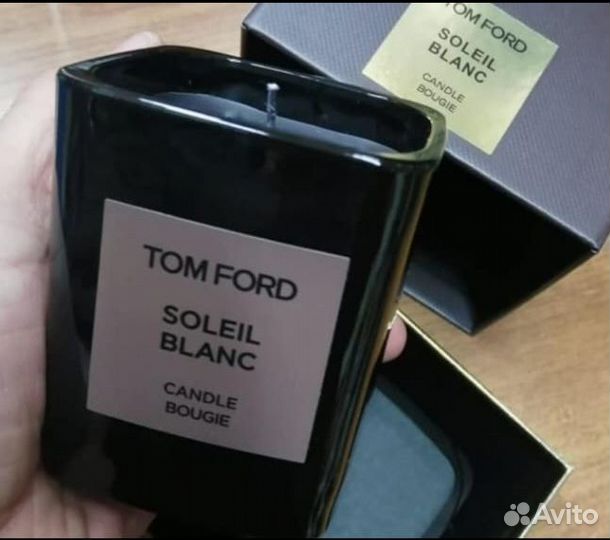 TOM FORD
SOLEIL
BLANC
CANDLE
BOUGIE
TOM FORD
SOLEIL
BLANC
CANDLE
BOUGIE
Avito